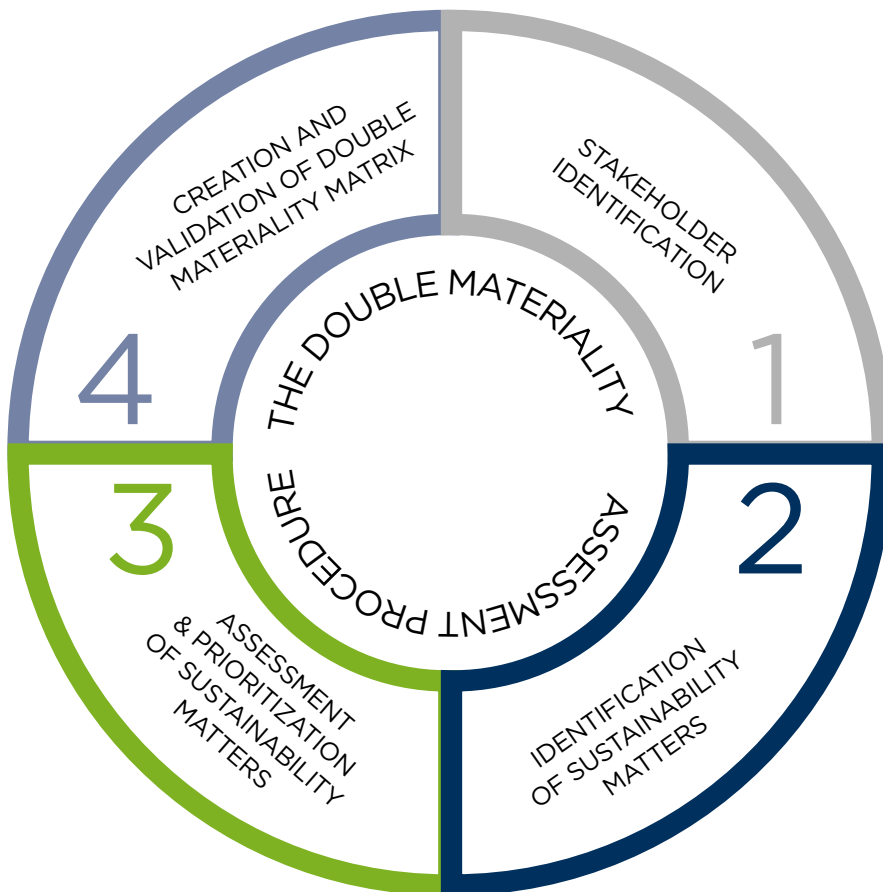 THE DOUBLE MATERIALITY
ASSESSMENT PROCEDURE
1
STAKEHOLDER
IDENTIFICATION
2
IDENTIFICATION
OF SUSTAINABILITY
MATTERS
3
ASSESSMENT
& PRIORITIZATION
OF SUSTAINABILITY
MATTERS
4
CREATION AND
VALIDATION OF DOUBLE
MATERIALITY MATRIX